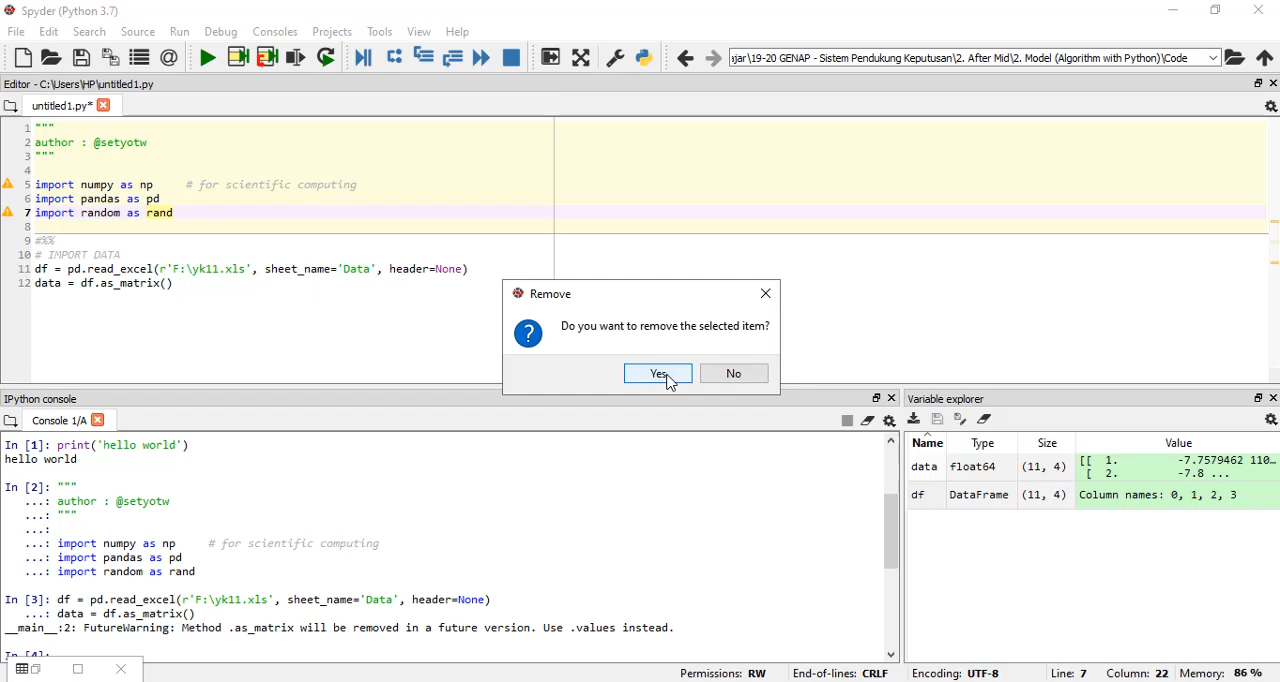 Spyder (Python 3.7)
File Edit Search Source Run Debug Consoles Projects Tools View Help
jar\19-20 GENAP - Sistem Pendukung Keputusan\2. After Mid\2. Model (Algorithm with Python)\Code
Editor - C:\Users\HP\untitled1.py
untitled1.py*
1 """
2 author : @setyotw
3 """
4
5 import numpy as np # for scientific computing
6 import pandas as pd
7 import random as rand
8
9 #%%
10 # IMPORT DATA
11 df = pd.read_excel(r'F:\yk11.xls', sheet_name='Data', header=None)
12 data = df.as_matrix()
Remove
Do you want to remove the selected item?
Yes No
IPython console
Console 1/A
In [1]: print('hello world')
hello world
In [2]: """
...: author : @setyotw
...: """
...:
...: import numpy as np # for scientific computing
...: import pandas as pd
...: import random as rand
In [3]: df = pd.read_excel(r'F:\yk11.xls', sheet_name='Data', header=None)
...: data = df.as_matrix()
__main__:2: FutureWarning: Method .as_matrix will be removed in a future version. Use .values instead.
In [4]:
Variable explorer
Name Type Size Value
data float64 (11, 4) [[ 1. -7.7579462 110...
[ 2. -7.8 ...
df DataFrame (11, 4) Column names: 0, 1, 2, 3
Permissions: RW End-of-lines: CRLF Encoding: UTF-8 Line: 7 Column: 22 Memory: 86 %